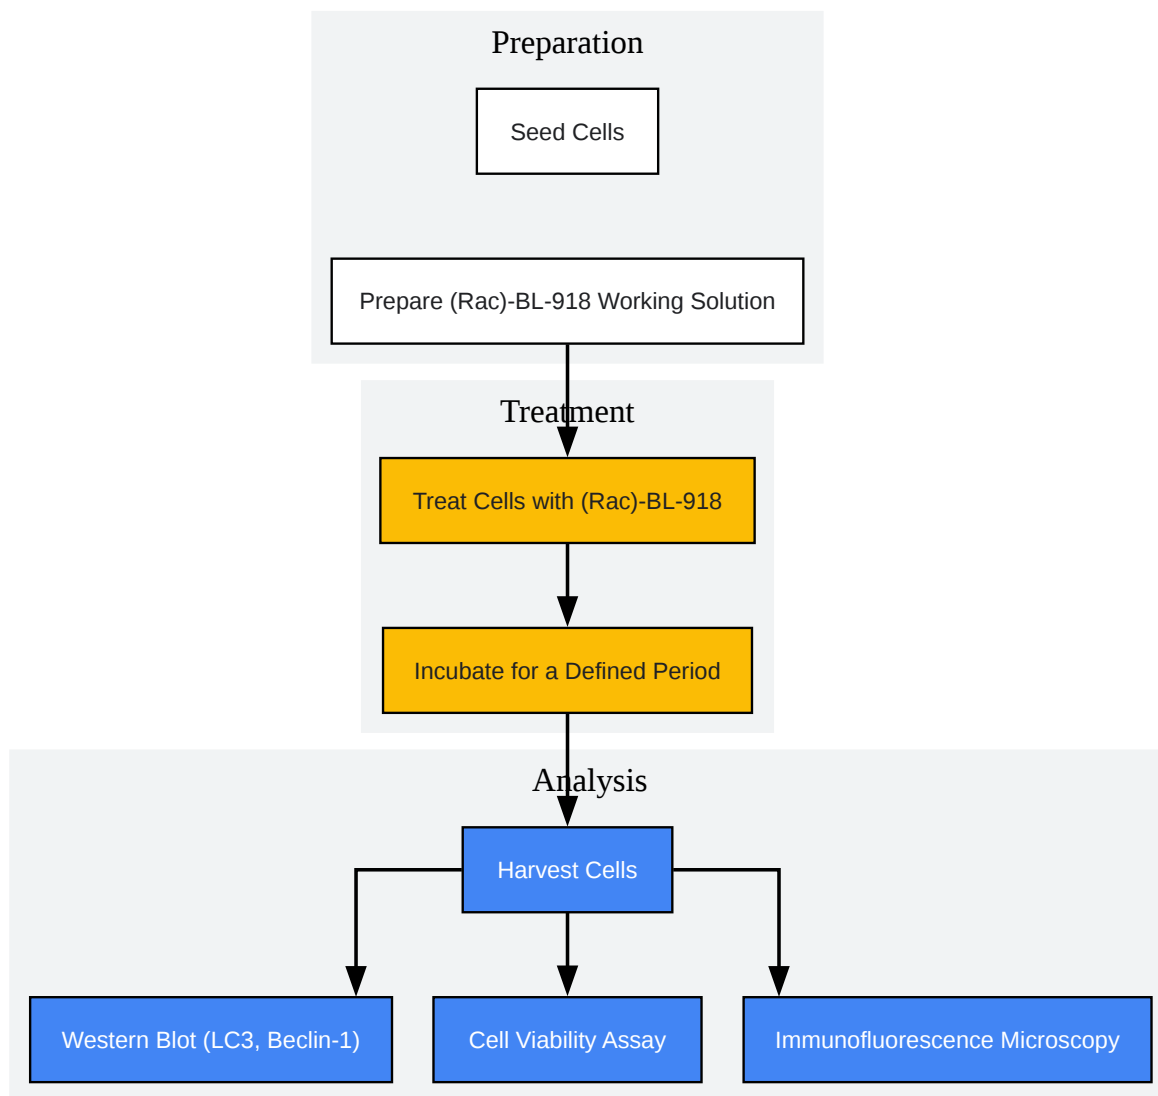 Preparation
Seed Cells
Prepare (Rac)-BL-918 Working Solution
Treatment
Treat Cells with (Rac)-BL-918
Incubate for a Defined Period
Analysis
Harvest Cells
Western Blot (LC3, Beclin-1)
Cell Viability Assay
Immunofluorescence Microscopy